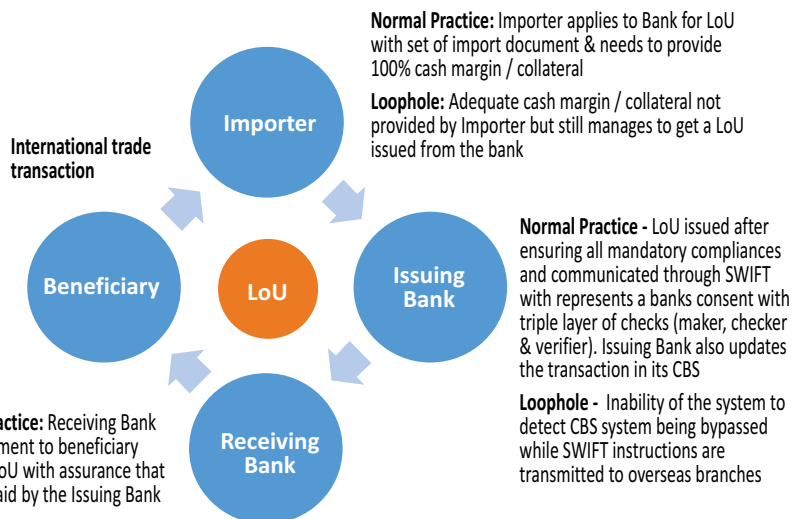 Normal Practice: Importer applies to Bank for LoU
with set of import document & needs to provide
100% cash margin / collateral
Loophole: Adequate cash margin / collateral not
provided by Importer but still manages to get a LoU
issued from the bank
Importer
International trade
transaction
Normal Practice - LoU issued after
ensuring all mandatory compliances
and communicated through SWIFT
with represents a banks consent with
triple layer of checks (maker, checker
& verifier). Issuing Bank also updates
the transaction in its CBS
Loophole - Inability of the system to
detect CBS system being bypassed
while SWIFT instructions are
transmitted to overseas branches
Beneficiary
LoU
Issuing
Bank
Receiving
Bank
actice: Receiving Bank
ment to beneficiary
oU with assurance that
aid by the Issuing Bank